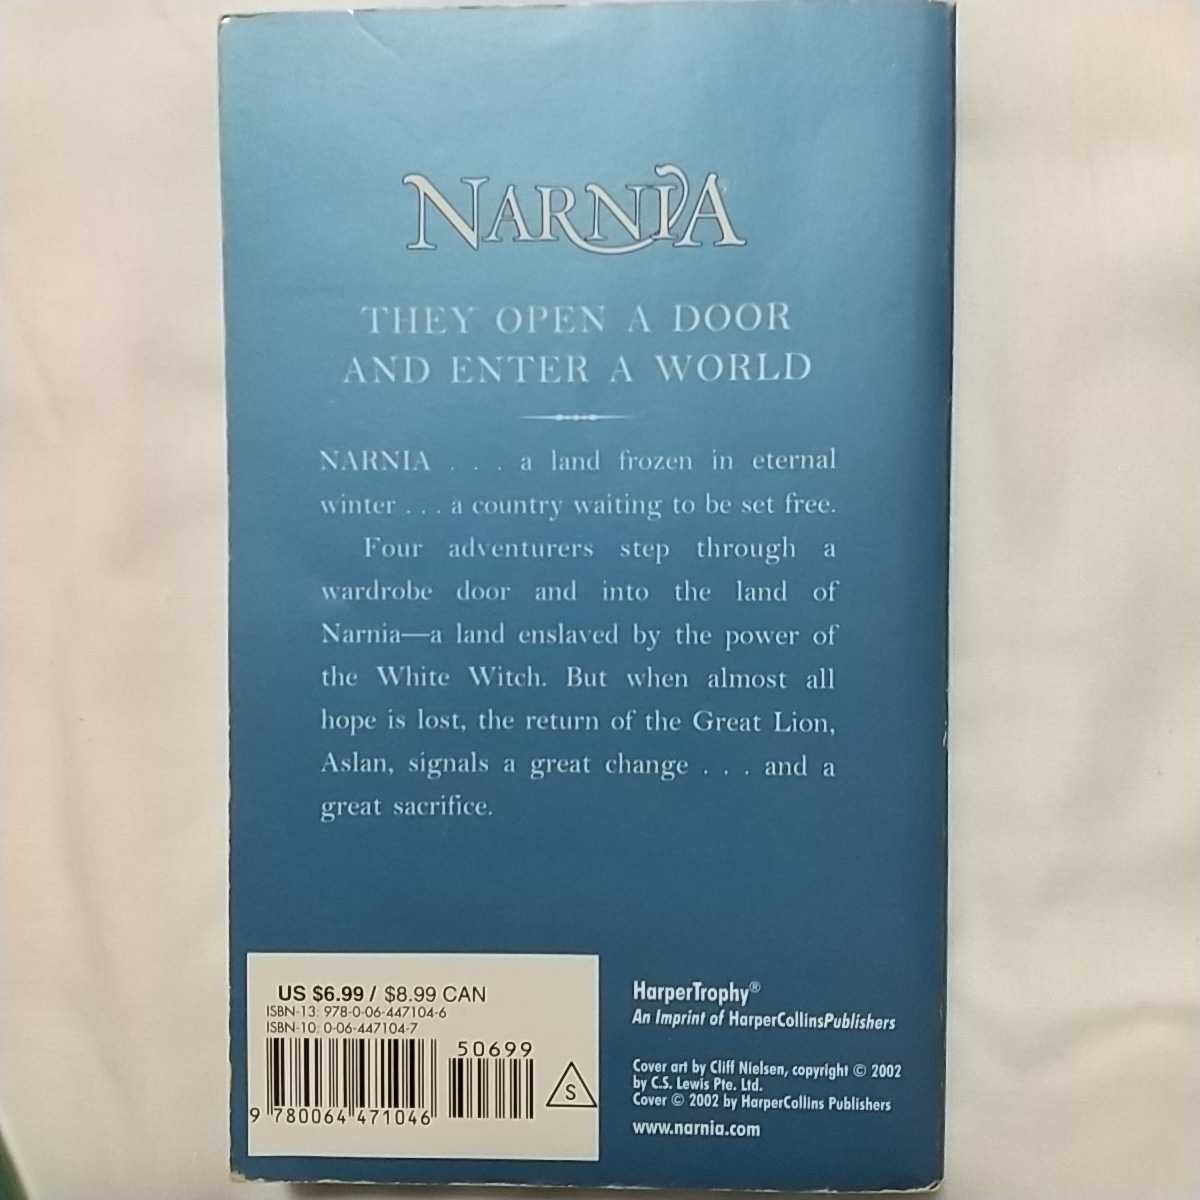 NARNIA
THEY OPEN A DOOR
AND ENTER A WORLD
NARNIA . . . a land frozen in eternal
winter . . . a country waiting to be set free.
Four adventurers step through a
wardrobe door and into the land of
Narnia—a land enslaved by the power of
the White Witch. But when almost all
hope is lost, the return of the Great Lion,
Aslan, signals a great change . . . and a
great sacrifice.
US $6.99 / $8.99 CAN
ISBN-13: 978-0-06-447104-6
ISBN-10: 0-06-447104-7
50699
S
9 780064 471046
HarperTrophy®
An Imprint of HarperCollinsPublishers
Cover art by Cliff Nielsen, copyright © 2002
by C.S. Lewis Pte. Ltd.
Cover © 2002 by HarperCollins Publishers
www.narnia.com